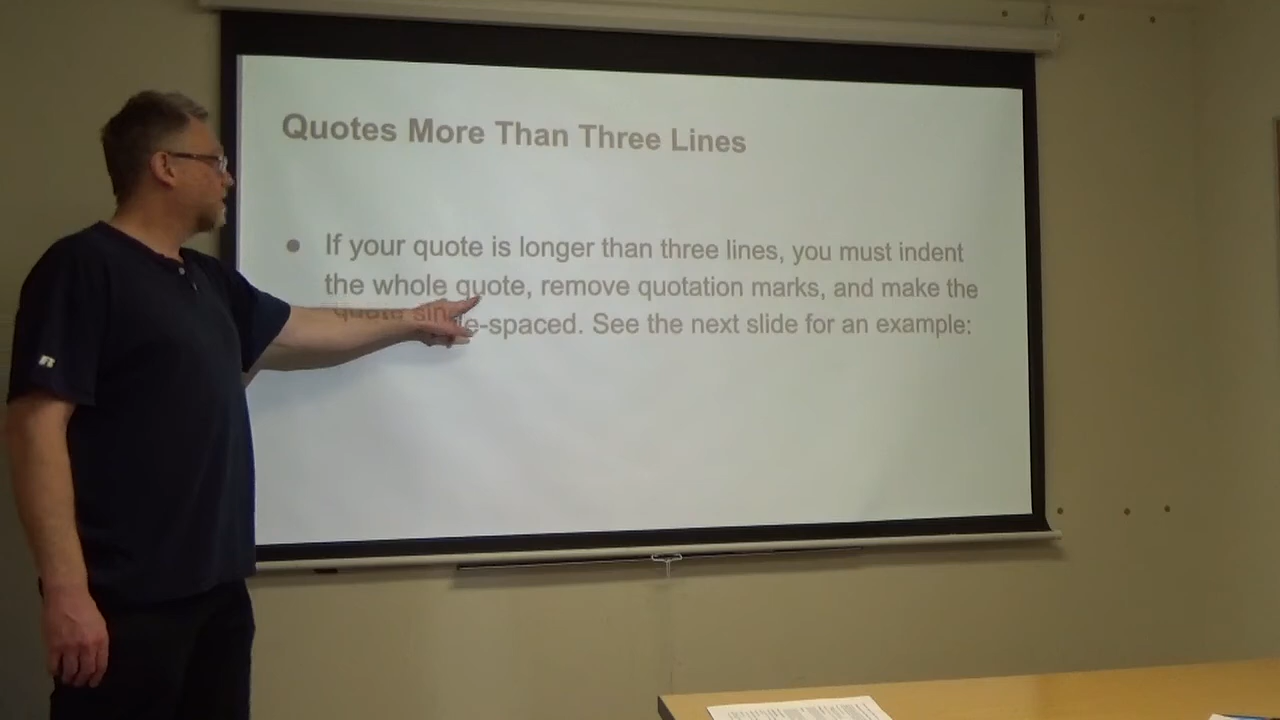 Quotes More Than Three Lines
● If your quote is longer than three lines, you must indent
the whole quote, remove quotation marks, and make the
quote single-spaced. See the next slide for an example: